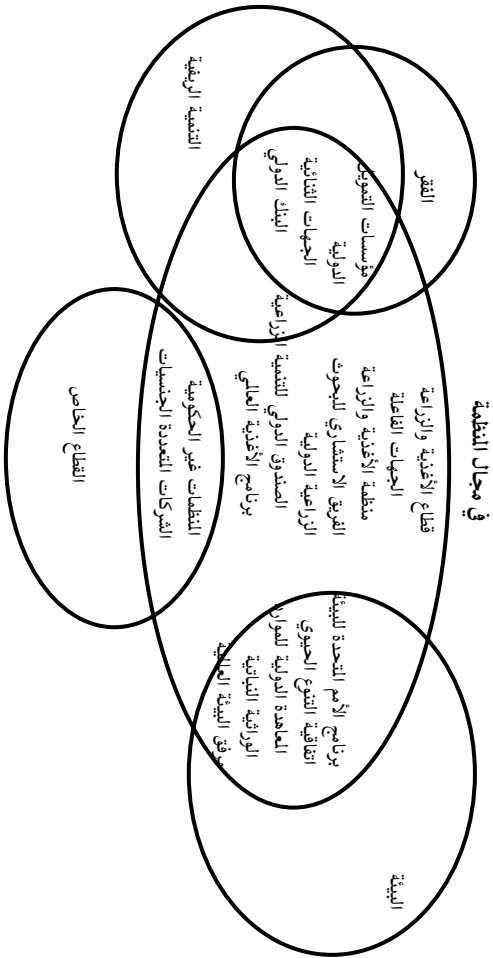 في مجال المنظمة
الفقر
التنمية الريفية
مؤسسات التمويل
الدولية
الجهات الثنائية
البنك الدولي
قطاع الأغذية والزراعة
الجهات الفاعلة
منظمة الأغذية والزراعة
الفريق الاستشاري للبحوث
الزراعية الدولية
الصندوق الدولي للتنمية الزراعية
برنامج الأغذية العالمي
المنظمات غير الحكومية
الشركات المتعددة الجنسيات
القطاع الخاص
برنامج الأمم المتحدة للبيئة
اتفاقية التنوع الحيوي
المعاهدة الدولية للموارد
الوراثية النباتية
مرفق البيئة العالمية
البيئة